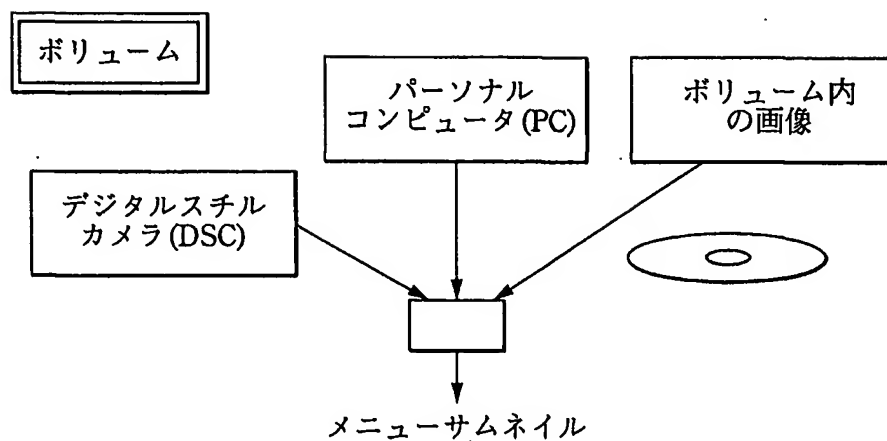 ボリューム
パーソナル
コンピュータ(PC)
ボリューム内
の画像
デジタルスチル
カメラ(DSC)
メニューサムネイル